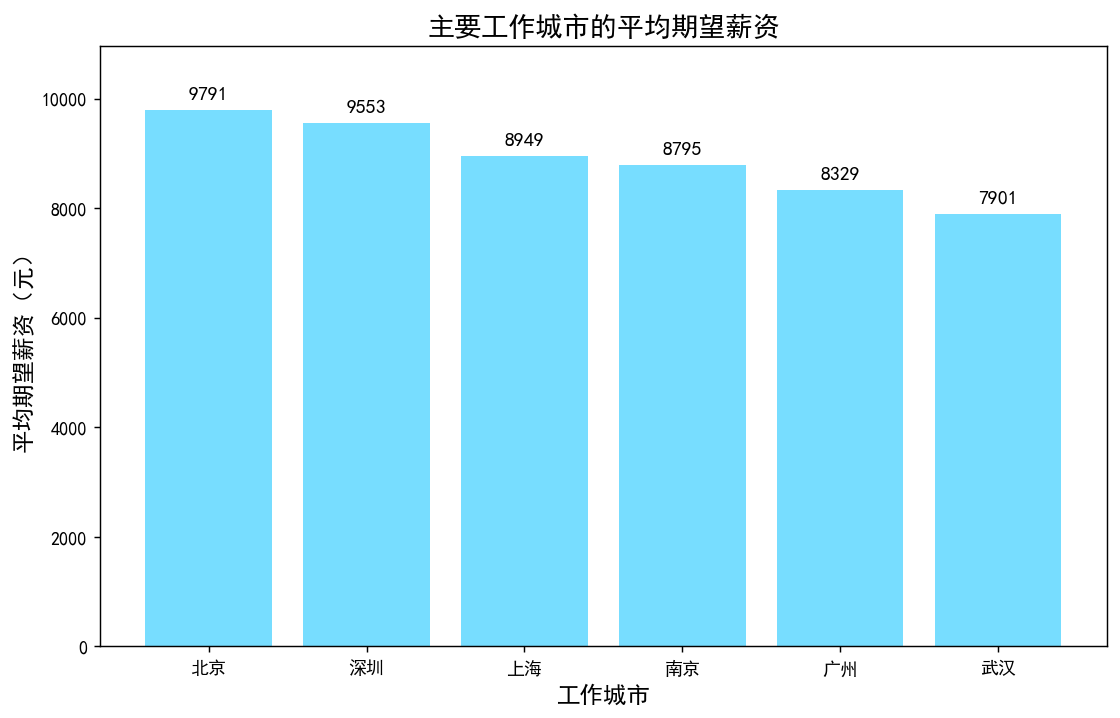 主要工作城市的平均期望薪资
平均期望薪资（元）
10000
8000
6000
4000
2000
0
9791
9553
8949
8795
8329
7901
北京
深圳
上海
南京
广州
武汉
工作城市